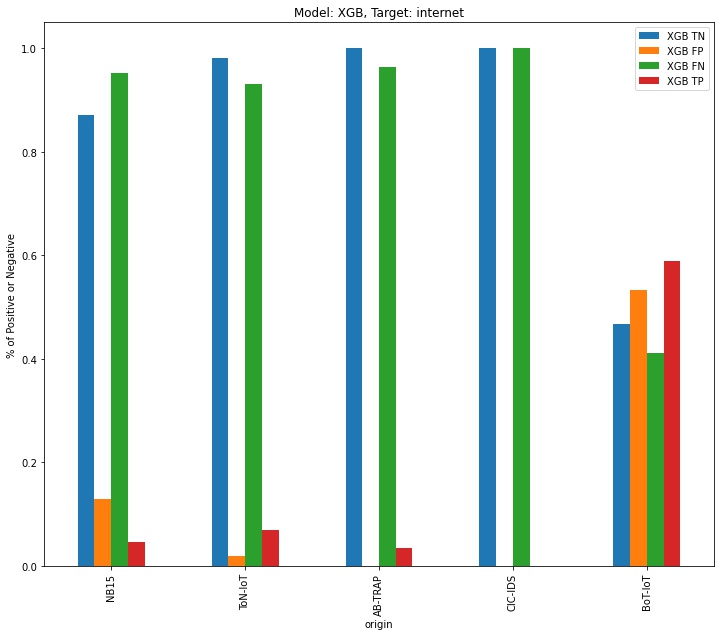 Model: XGB, Target: internet
XGB TN
XGB FP
XGB FN
XGB TP
% of Positive or Negative
1.0
0.8
0.6
0.4
0.2
0.0
NB15
ToN-IoT
AB-TRAP
CIC-IDS
BoT-IoT
origin